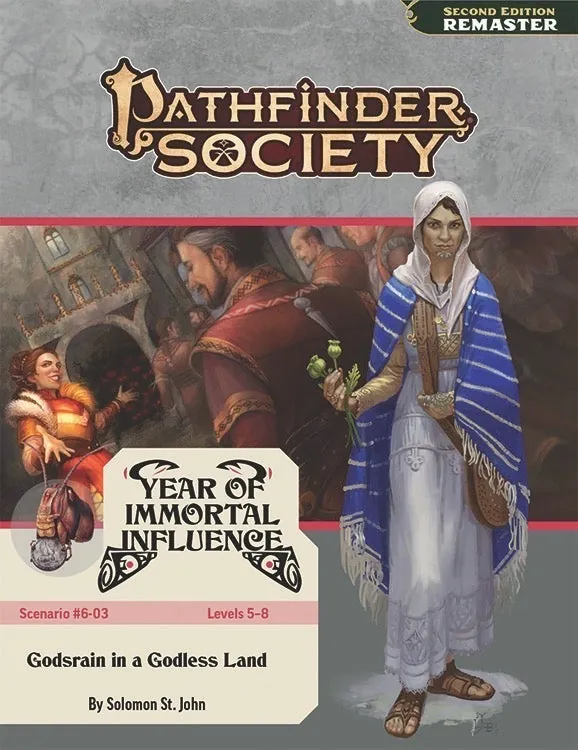 SECOND EDITION
REMASTER
PATHFINDER
SOCIETY
YEAR OF
IMMORTAL
INFLUENCE
Scenario #6-03
Levels 5–8
Godsrain in a Godless Land
By Solomon St. John